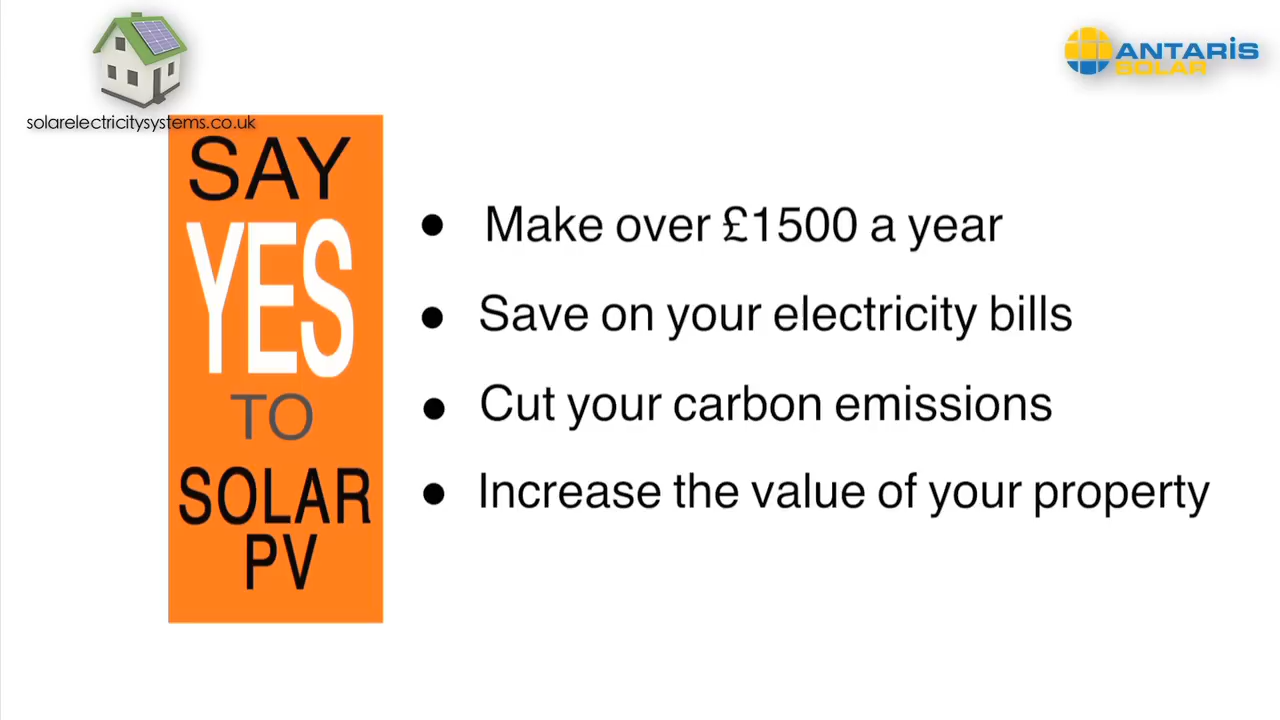 solarelectricitysystems.co.uk
ANTARIS
SOLAR
SAY
YES
TO
SOLAR
PV
• Make over £1500 a year
• Save on your electricity bills
• Cut your carbon emissions
• Increase the value of your property